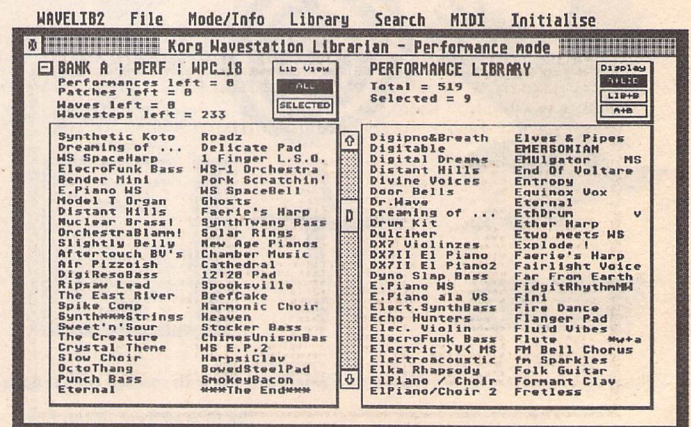 WAVELIB2 File Mode/Info Library Search MIDI Initialise
Korg Wavestation Librarian - Performance mode
BANK A : PERF : WPC_18
Performances left = 0
Patches left = 0
Waves left = 0
Wavesteps left = 233
Lib View
ALL
SELECTED
PERFORMANCE LIBRARY
Total = 519
Selected = 9
Display
A+LIB
LIB+B
A+B
Synthetic Koto Roadz
Dreaming of ... Delicate Pad
WS SpaceHarp 1 Finger L.S.O.
ElecroFunk Bass WS-1 Orchestra
Bender Mini Pork Scratchin'
E.Piano WS WS SpaceBell
Model T Organ Ghosts
Distant Hills Faerie's Harp
Nuclear Brass! SynthTwang Bass
OrchestraBlamm! Solar Rings
Slightly Belly New Age Pianos
Aftertouch BV's Chamber Music
Air Pizzoish Cathedral
DigiResoBass 12:20 Pad
Ripsaw Lead Spooksville
The East River BeefCake
Spike Comp Harmonic Choir
Synth***Strings Heaven
Sweet'n'Sour Stocker Bass
The Creature ChimesUnisonBas
Crystal Theme WS E.P.2
Slow Choir HarpsiClav
OctoThang BowedSteelPad
Punch Bass SmokeyBacon
Eternal ***The End***
D
Digipno&Breath Elves & Pipes
Digitable EMERSONIAN
Digital Dreams EMUlgator MS
Distant Hills End Of Voltare
Divine Voices Entropy
Door Bells Equinox Vox
Dr.Wave Eternal
Dreaming of ... EthDrum v
Drum Kit Ether Harp
Dulcimer Etwo meets WS
DX7 Violinzes Explode !
DX7II El Piano Faerie's Harp
DX7II El Piano2 Fairlight Voice
Dyno Slap Bass Far From Earth
E.Piano WS FidgitRhythmMW
E.Piano ala VS Fini
Elect.SynthBass Fire Dance
Echo Hunters Flanger Pad
Elec. Violin Fluid Vibes
ElecroFunk Bass Flute *w+a
Electric >V< MS FM Bell Chorus
Electroacoustic fm Sparkles
Elka Rhapsody Folk Guitar
ElPiano / Choir Formant Clav
ElPiano/Choir 2 Fretless